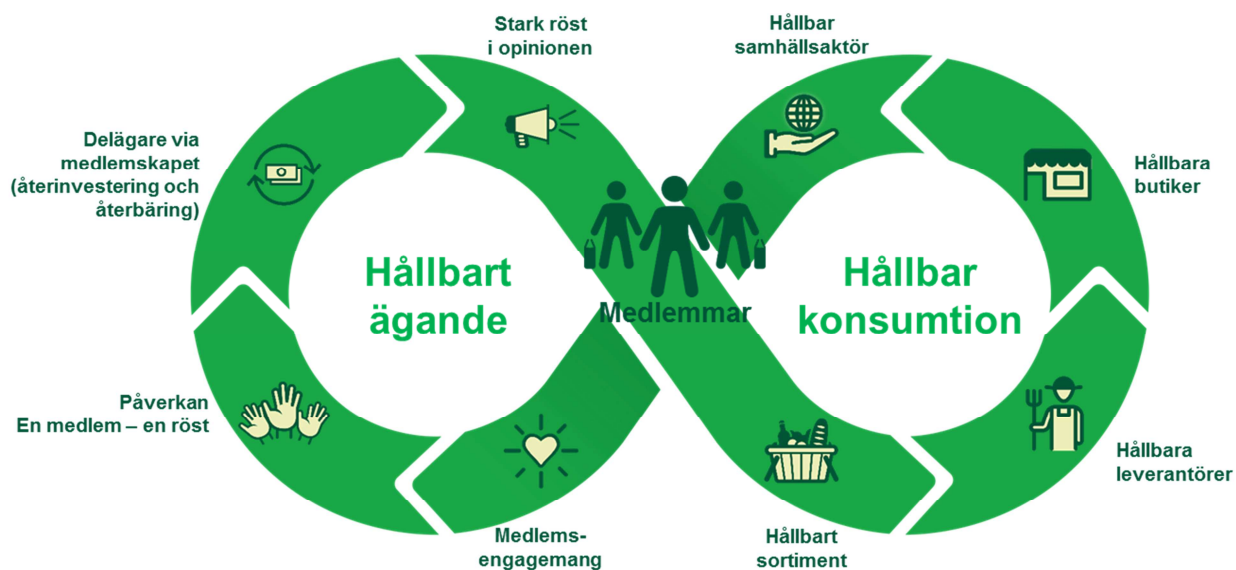 Stark röst
i opinionen
Hållbar
samhällsaktör
Delägare via
medlemskapet
(återinvestering och
återbäring)
Hållbara
butiker
Hållbart
ägande
Medlemmar
Hållbar
konsumtion
Påverkan
En medlem – en röst
Hållbara
leverantörer
Medlems-
engagemang
Hållbart
sortiment